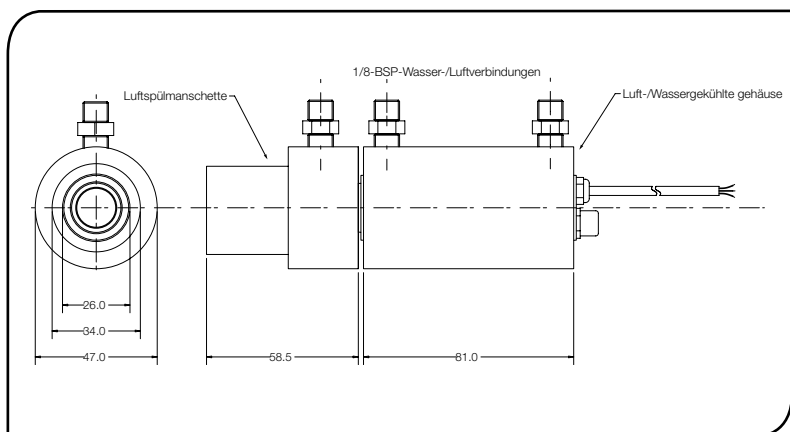 1/8-BSP-Wasser-/Luftverbindungen
Luftspülmanschette
Luft-/Wassergekühlte gehäuse
26.0
34.0
47.0
58.5
81.0